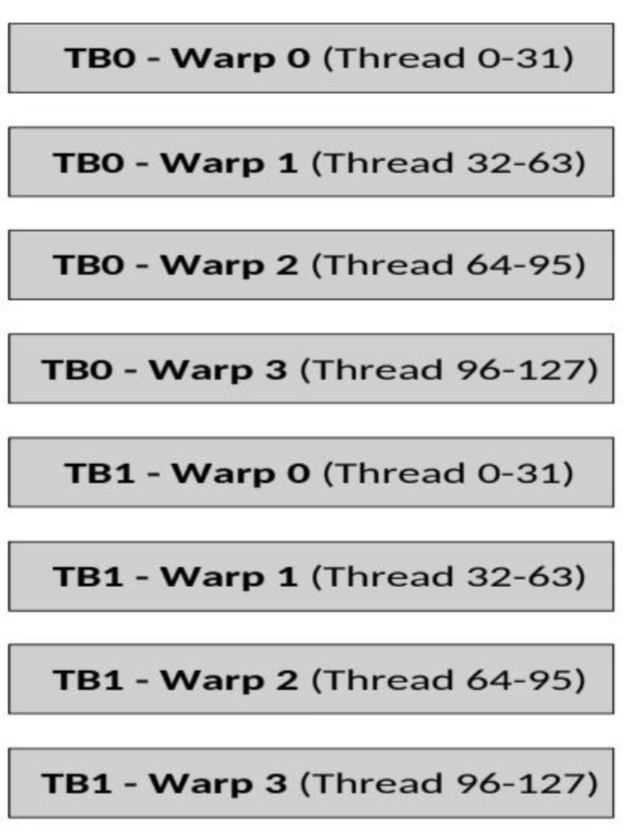 TB0 - Warp 0 (Thread 0-31)
TB0 - Warp 1 (Thread 32-63)
TB0 - Warp 2 (Thread 64-95)
TB0 - Warp 3 (Thread 96-127)
TB1 - Warp 0 (Thread 0-31)
TB1 - Warp 1 (Thread 32-63)
TB1 - Warp 2 (Thread 64-95)
TB1 - Warp 3 (Thread 96-127)